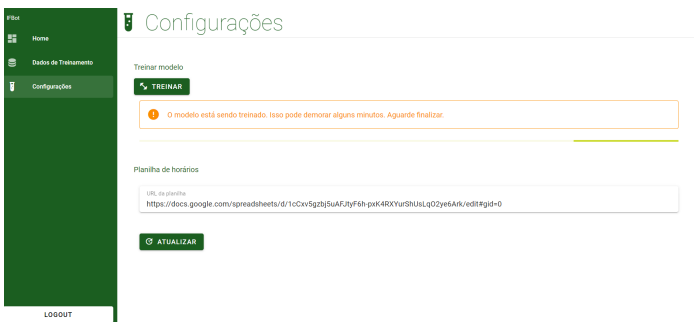 IFBot
Home
Dados de Treinamento
Configurações
LOGOUT
Configurações
Treinar modelo
TREINAR
O modelo está sendo treinado. Isso pode demorar alguns minutos. Aguarde finalizar.
Planilha de horários
URL da planilha
https://docs.google.com/spreadsheets/d/1cCxv5gzbj5uAFJtyF6h-pxK4RXYurShUsLqO2ye6Ark/edit#gid=0
ATUALIZAR